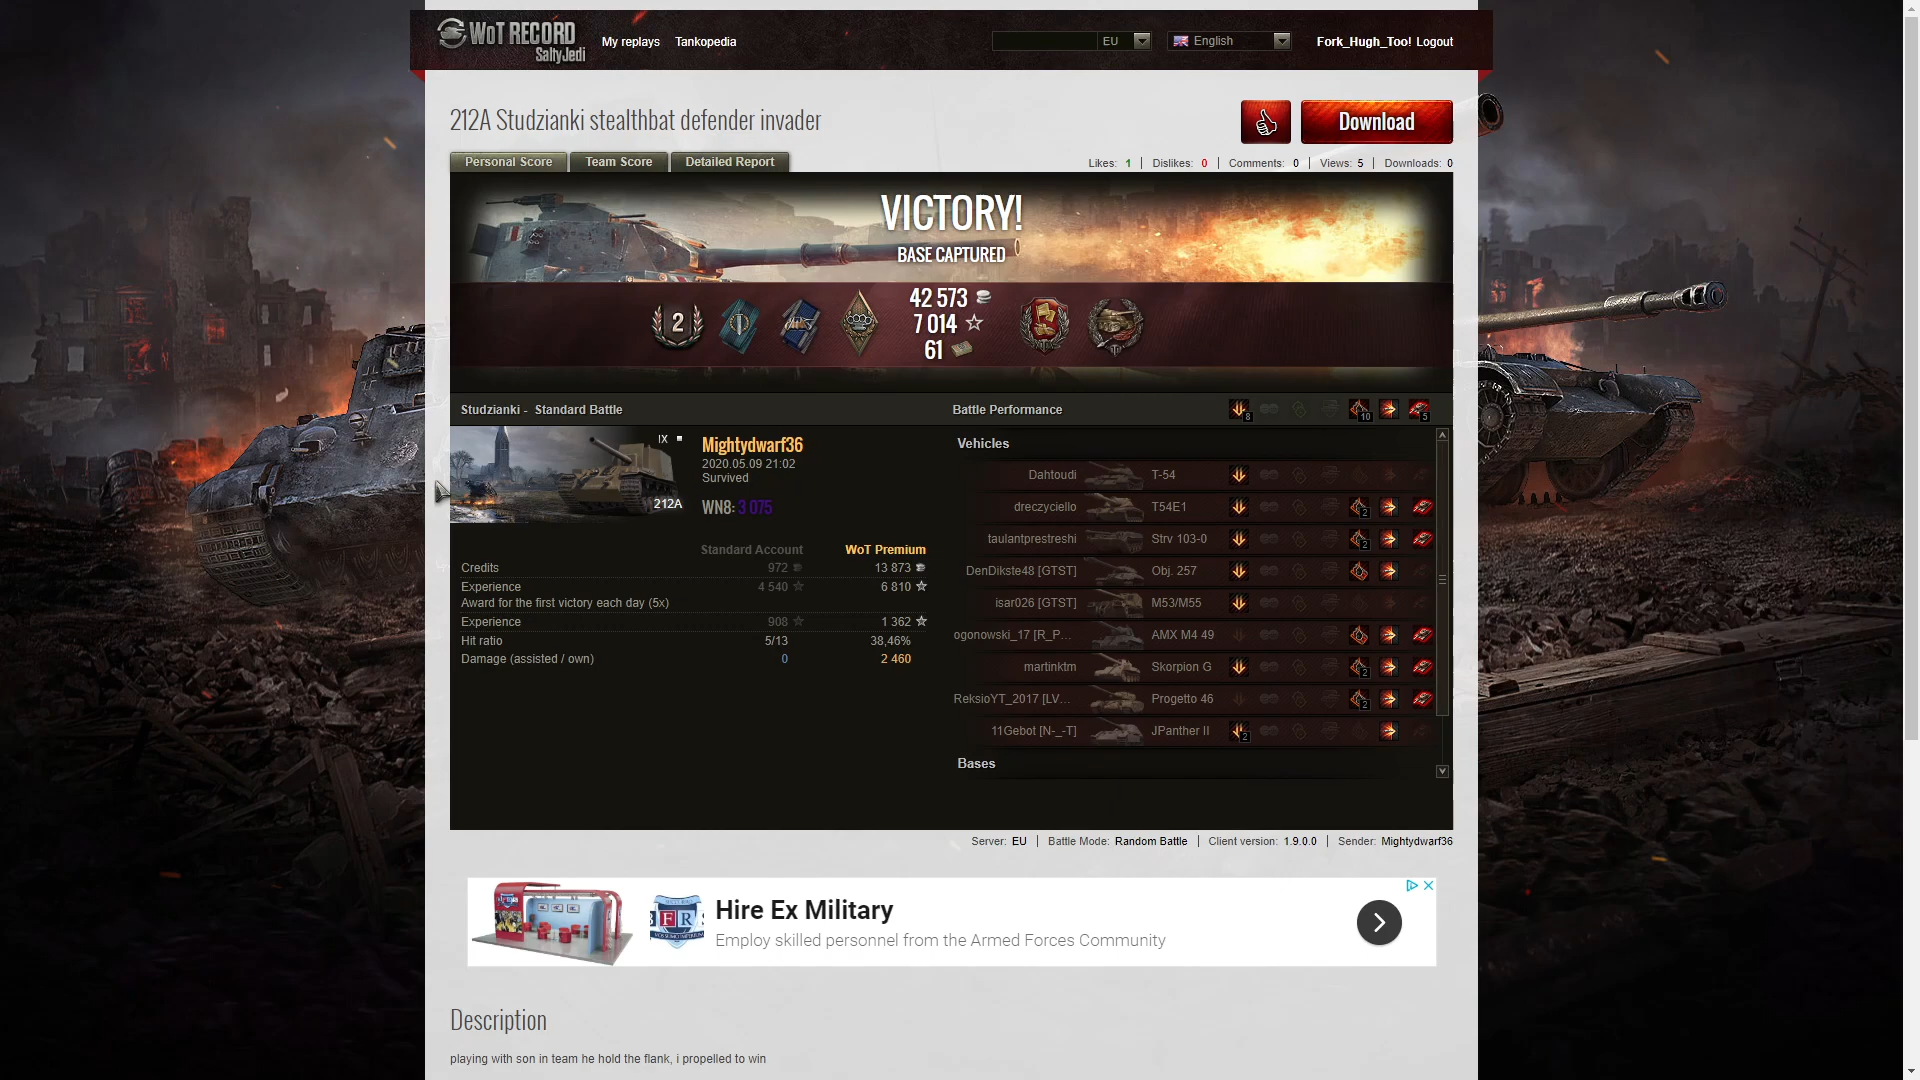 WoT RECORD
SaltyJedi
My replays Tankopedia
EU English Fork_Hugh_Too! Logout
212A Studzianki stealthbat defender invader
Download
Personal Score Team Score Detailed Report
Likes: 1 | Dislikes: 0 | Comments: 0 | Views: 5 | Downloads: 0
VICTORY!
BASE CAPTURED
42 573
7 014
61
2
Studzianki - Standard Battle
Battle Performance 8 10 5
IX
212A
Mightydwarf36
2020.05.09 21:02
Survived
WN8: 3 075
Standard Account WoT Premium
Credits 972 13 873
Experience 4 540 6 810
Award for the first victory each day (5x)
Experience 908 1 362
Hit ratio 5/13 38,46%
Damage (assisted / own) 0 2 460
Vehicles
Dahtoudi T-54
dreczyciello T54E1 2
taulantprestreshi Strv 103-0 2
DenDikste48 [GTST] Obj. 257
isar026 [GTST] M53/M55
ogonowski_17 [R_P... AMX M4 49
martinktm Skorpion G 2
ReksioYT_2017 [LV... Progetto 46 2
11Gebot [N-_-T] JPanther II 2
Bases
Server: EU | Battle Mode: Random Battle | Client version: 1.9.0.0 | Sender: Mightydwarf36
Hire Ex Military
Employ skilled personnel from the Armed Forces Community
Description
playing with son in team he hold the flank, i propelled to win